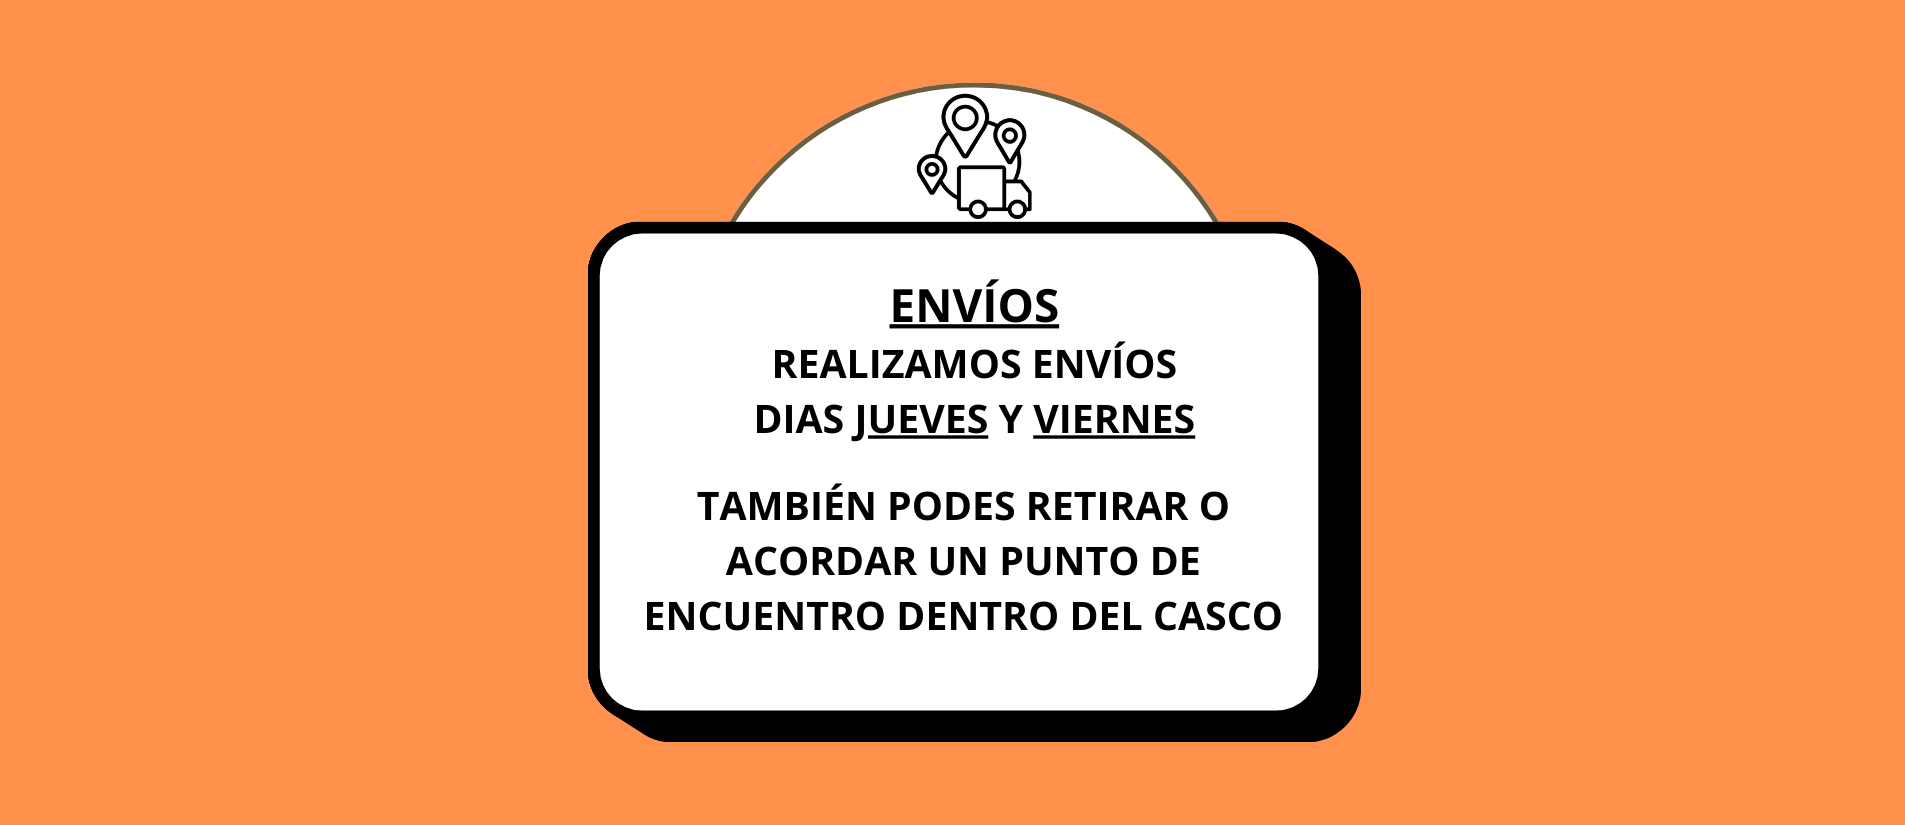 ENVÍOS
REALIZAMOS ENVÍOS
DIAS JUEVES Y VIERNES
TAMBIÉN PODES RETIRAR O
ACORDAR UN PUNTO DE
ENCUENTRO DENTRO DEL CASCO